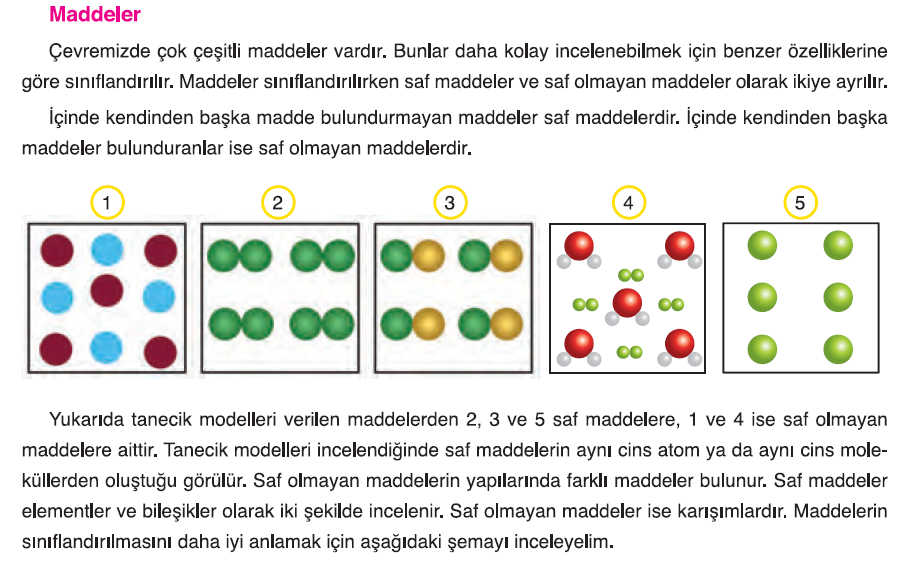 Maddeler
Çevremizde çok çeşitli maddeler vardır. Bunlar daha kolay incelenebilmek için benzer özelliklerine
göre sınıflandırılır. Maddeler sınıflandırılırken saf maddeler ve saf olmayan maddeler olarak ikiye ayrılır.
İçinde kendinden başka madde bulundurmayan maddeler saf maddelerdir. İçinde kendinden başka
maddeler bulunduranlar ise saf olmayan maddelerdir.
1 2 3 4 5
Yukarıda tanecik modelleri verilen maddelerden 2, 3 ve 5 saf maddelere, 1 ve 4 ise saf olmayan
maddelere aittir. Tanecik modelleri incelendiğinde saf maddelerin aynı cins atom ya da aynı cins mole-
küllerden oluştuğu görülür. Saf olmayan maddelerin yapılarında farklı maddeler bulunur. Saf maddeler
elementler ve bileşikler olarak iki şekilde incelenir. Saf olmayan maddeler ise karışımlardır. Maddelerin
sınıflandırılmasını daha iyi anlamak için aşağıdaki şemayı inceleyelim.